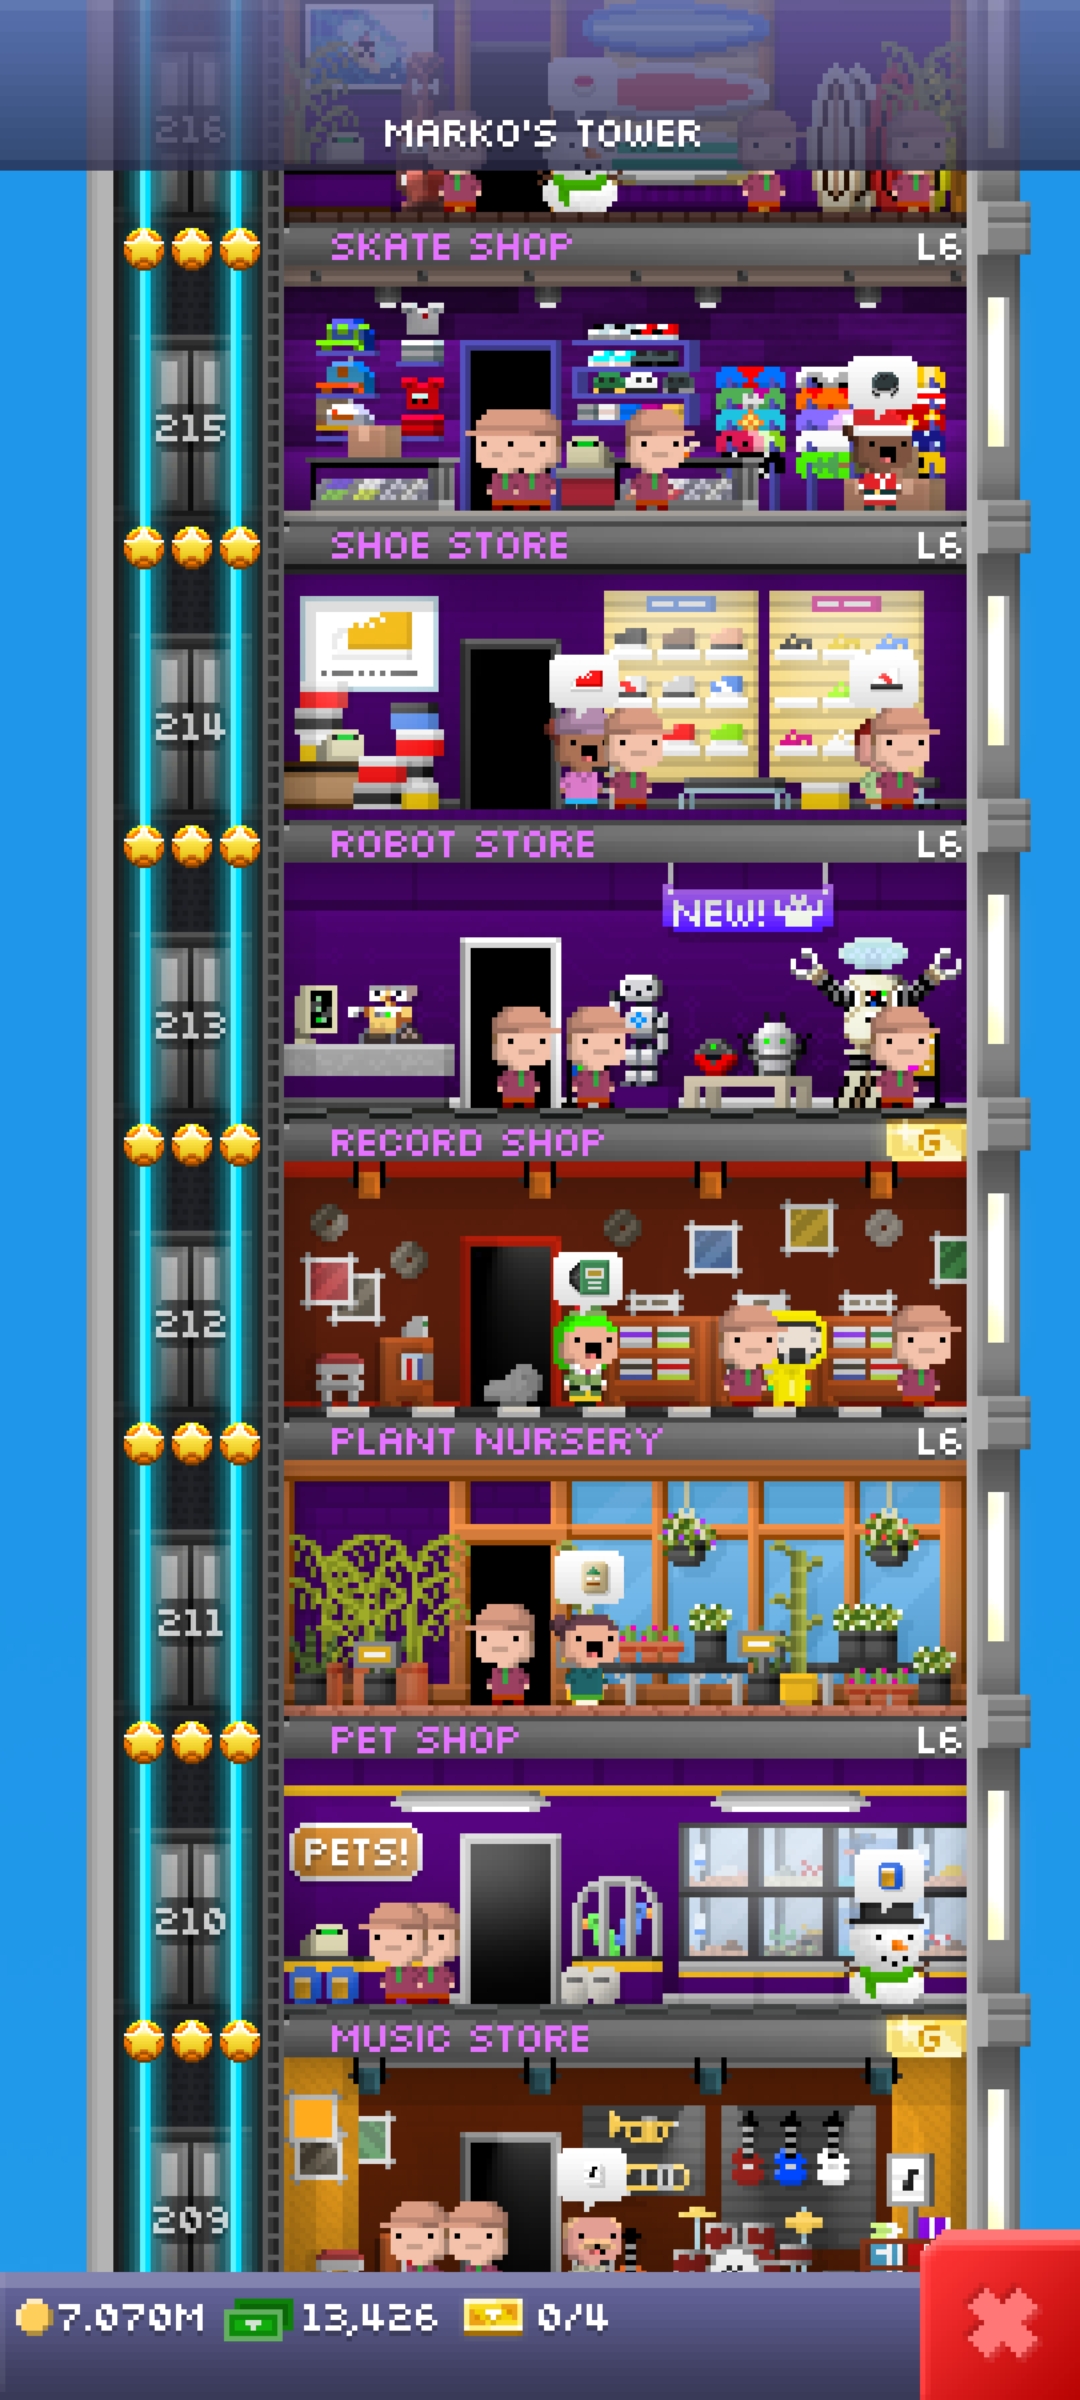 216
MARKO'S TOWER
SKATE SHOP L6
215
SHOE STORE L6
214
ROBOT STORE L6
NEW!
213
RECORD SHOP G
212
PLANT NURSERY L6
211
PET SHOP L6
PETS!
210
MUSIC STORE G
209
7.070M 13,426 0/4